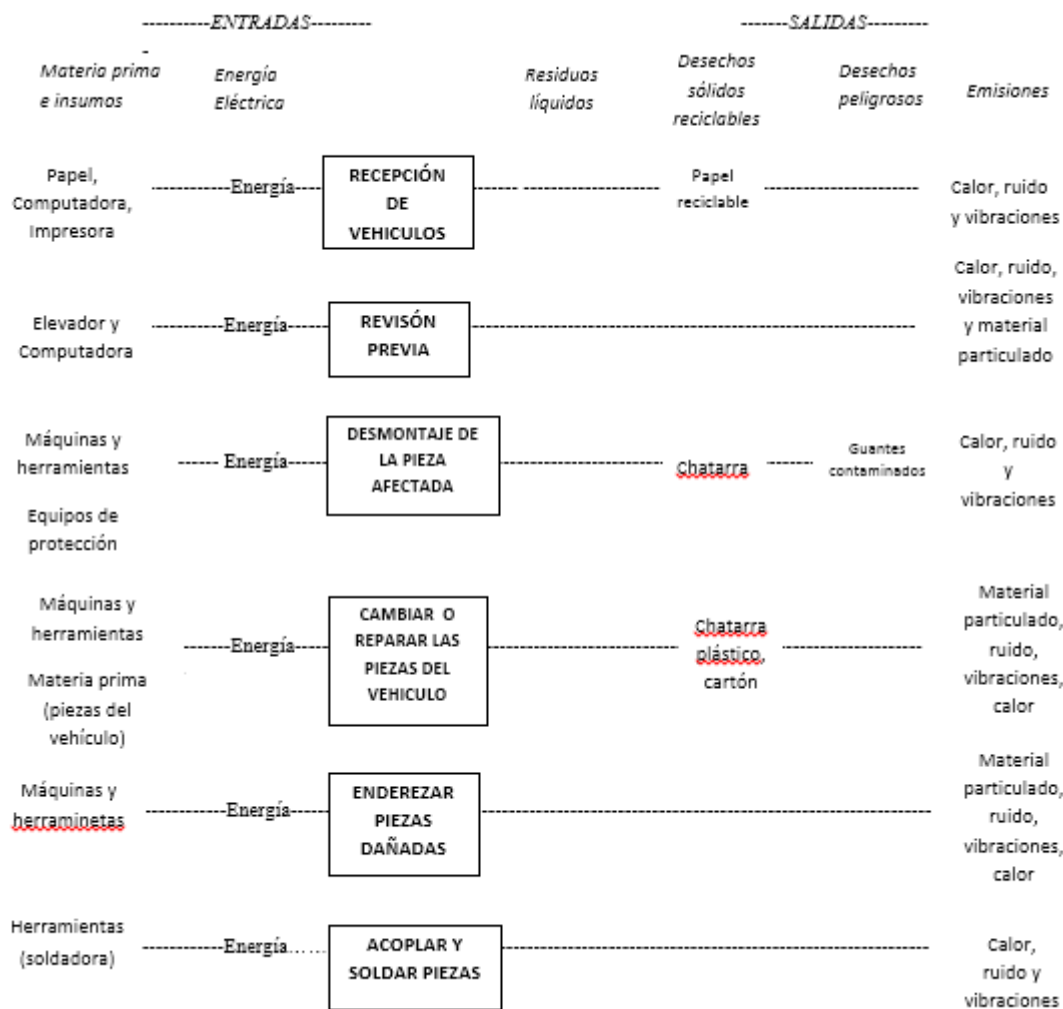 ----------ENTRADAS---------
-------SALIDAS-------
Materia prima
e insumos
Energía
Eléctrica
Residuos
líquidos
Desechos
sólidos
reciclables
Desechos
peligrosos
Emisiones
Papel,
Computadora,
Impresora
Energía
RECEPCIÓN
DE
VEHICULOS
Papel
reciclable
Calor, ruido
y vibraciones
Elevador y
Computadora
Energía
REVISÓN
PREVIA
Calor, ruido,
vibraciones
y material
particulado
Máquinas y
herramientas
Equipos de
protección
Energía
DESMONTAJE DE
LA PIEZA
AFECTADA
Chatarra
Guantes
contaminados
Calor, ruido
y
vibraciones
Máquinas y
herramientas
Materia prima
(piezas del
vehículo)
Energía
CAMBIAR O
REPARAR LAS
PIEZAS DEL
VEHICULO
Chatarra
plástico,
cartón
Material
particulado,
ruido,
vibraciones,
calor
Máquinas y
herraminetas
Energía
ENDEREZAR
PIEZAS
DAÑADAS
Material
particulado,
ruido,
vibraciones,
calor
Herramientas
(soldadora)
Energía......
ACOPLAR Y
SOLDAR PIEZAS
Calor,
ruido y
vibraciones